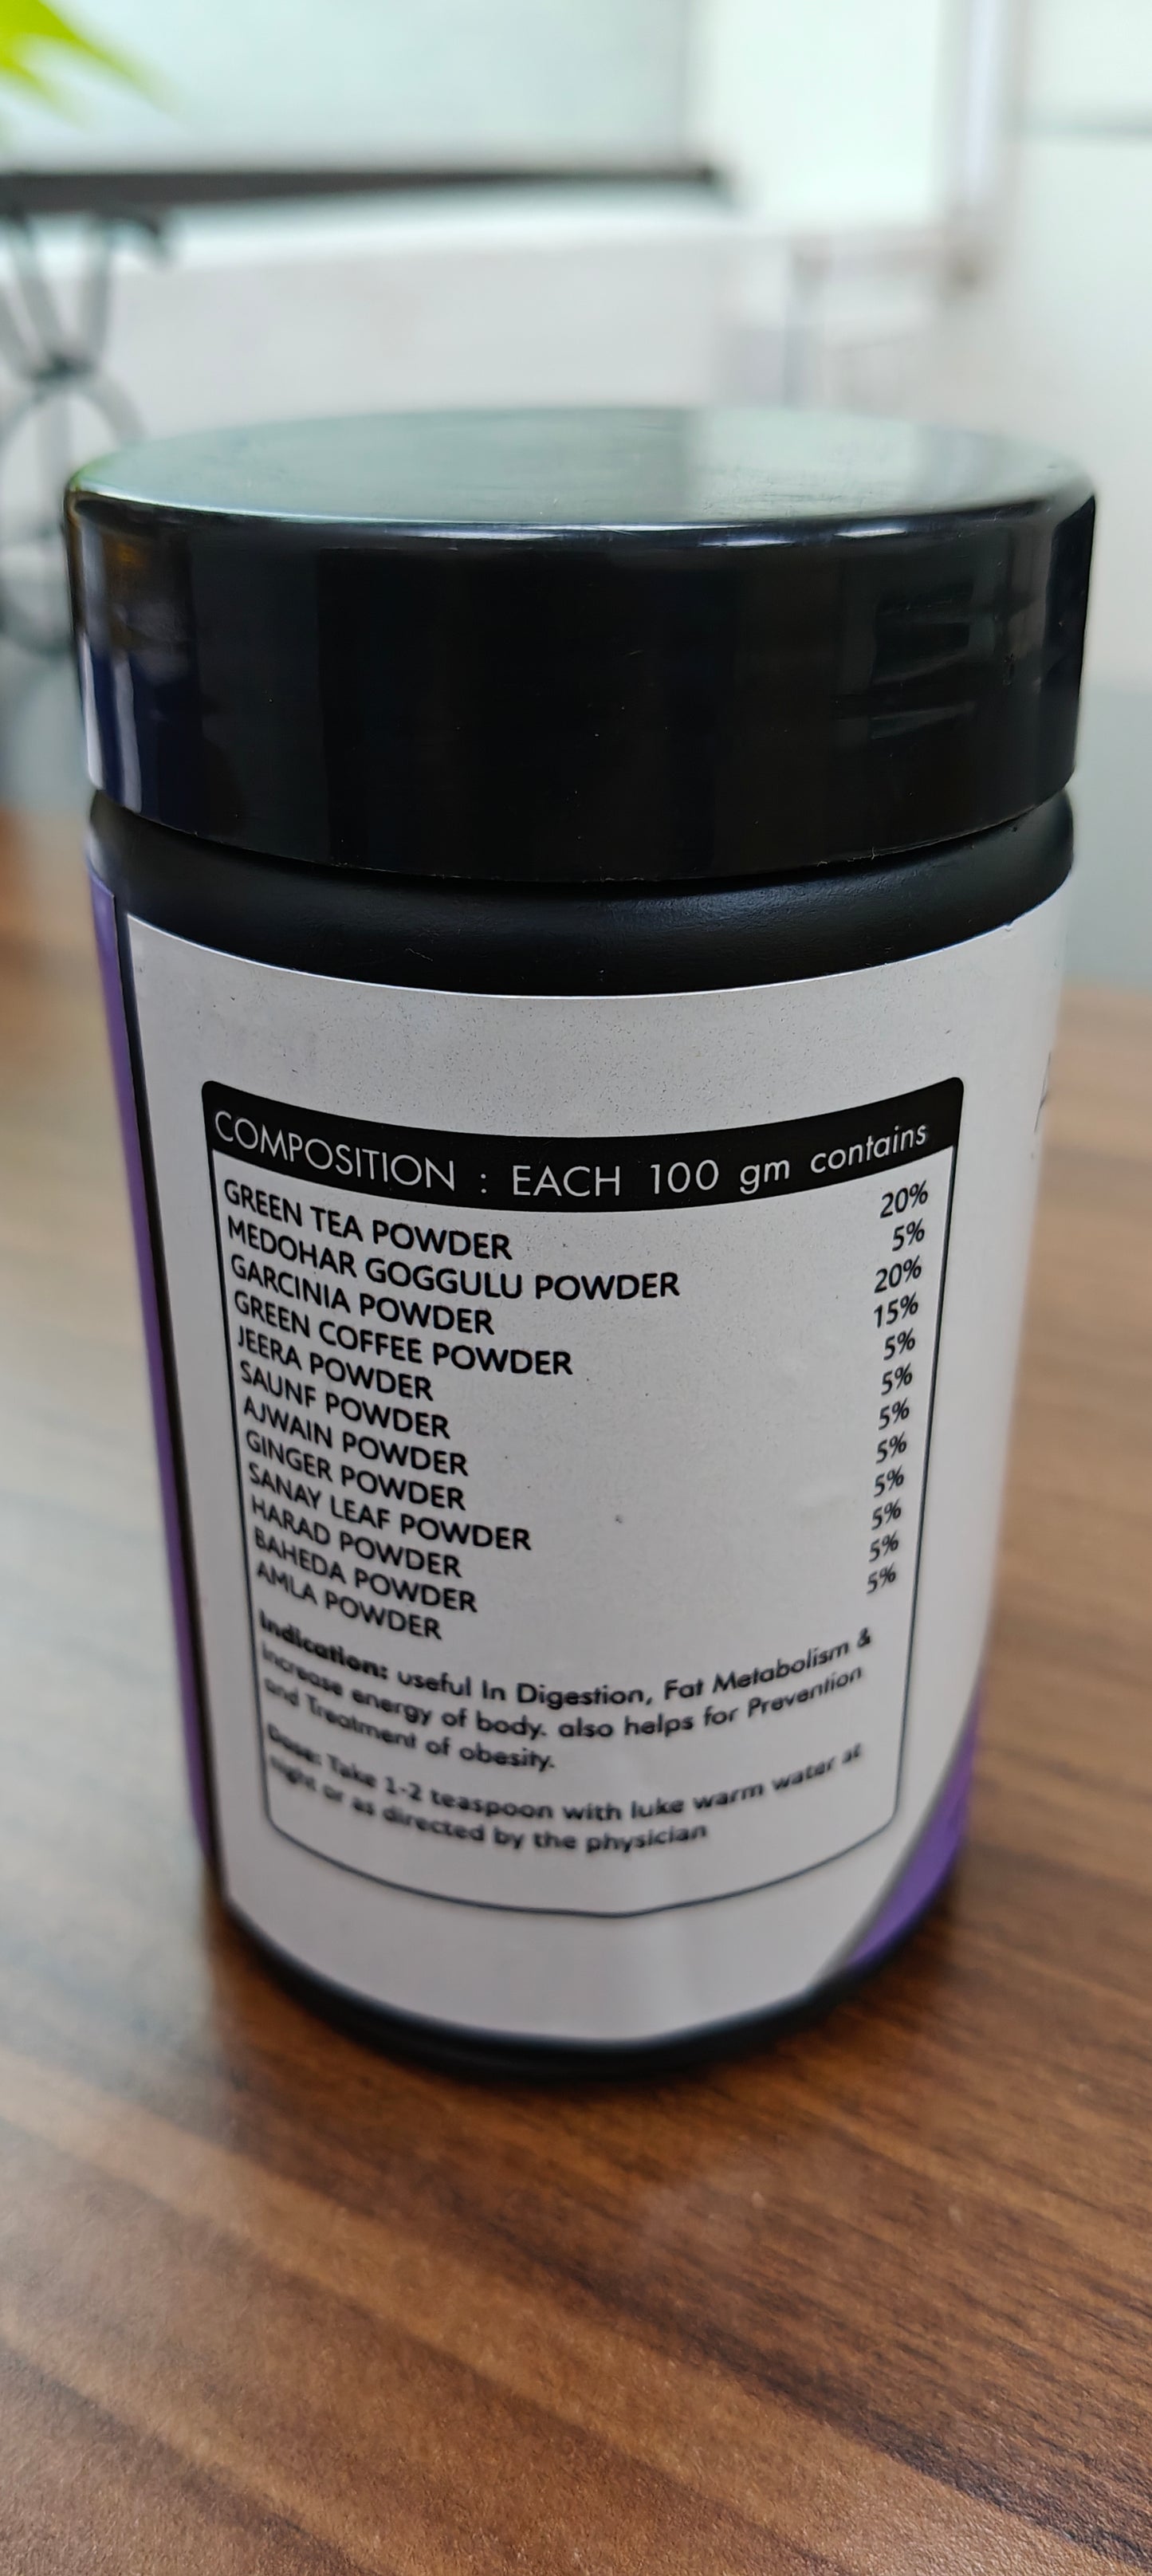 COMPOSITION : EACH 100 gm contains
GREEN TEA POWDER 20%
MEDOHAR GOGGULU POWDER 5%
GARCINIA POWDER 20%
GREEN COFFEE POWDER 15%
JEERA POWDER 5%
SAUNF POWDER 5%
AJWAIN POWDER 5%
GINGER POWDER 5%
SANAY LEAF POWDER 5%
HARAD POWDER 5%
BAHEDA POWDER 5%
AMLA POWDER 5%
Indication: useful In Digestion, Fat Metabolism &
Increase energy of body. also helps for Prevention
and Treatment of obesity.
Dose: Take 1-2 teaspoon with luke warm water at
night or as directed by the physician